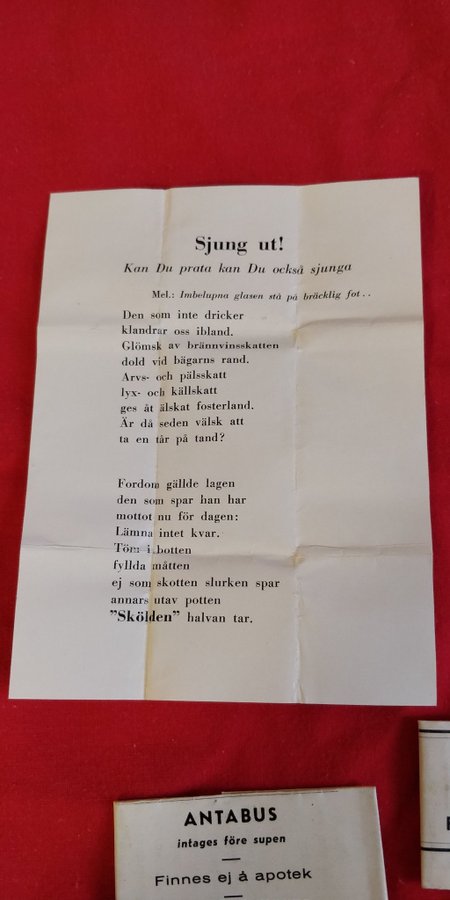 Sjung ut!
Kan Du prata kan Du också sjunga
Mel.: Imbelupna glasen stå på bräcklig fot..
Den som inte dricker
klandrar oss ibland.
Glömsk av brännvinsskatten
dold vid bägarns rand.
Arvs- och pälsskatt
lyx- och källskatt
ges åt älskat fosterland.
Är då seden välsk att
ta en tår på tand?
Fordom gällde lagen
den som spar han har
mottot nu för dagen:
Lämna intet kvar.
Töm i botten
fyllda måtten
ej som skotten slurken spar
annars utav potten
”Skölden” halvan tar.
ANTABUS
intages före supen
Finnes ej å apotek